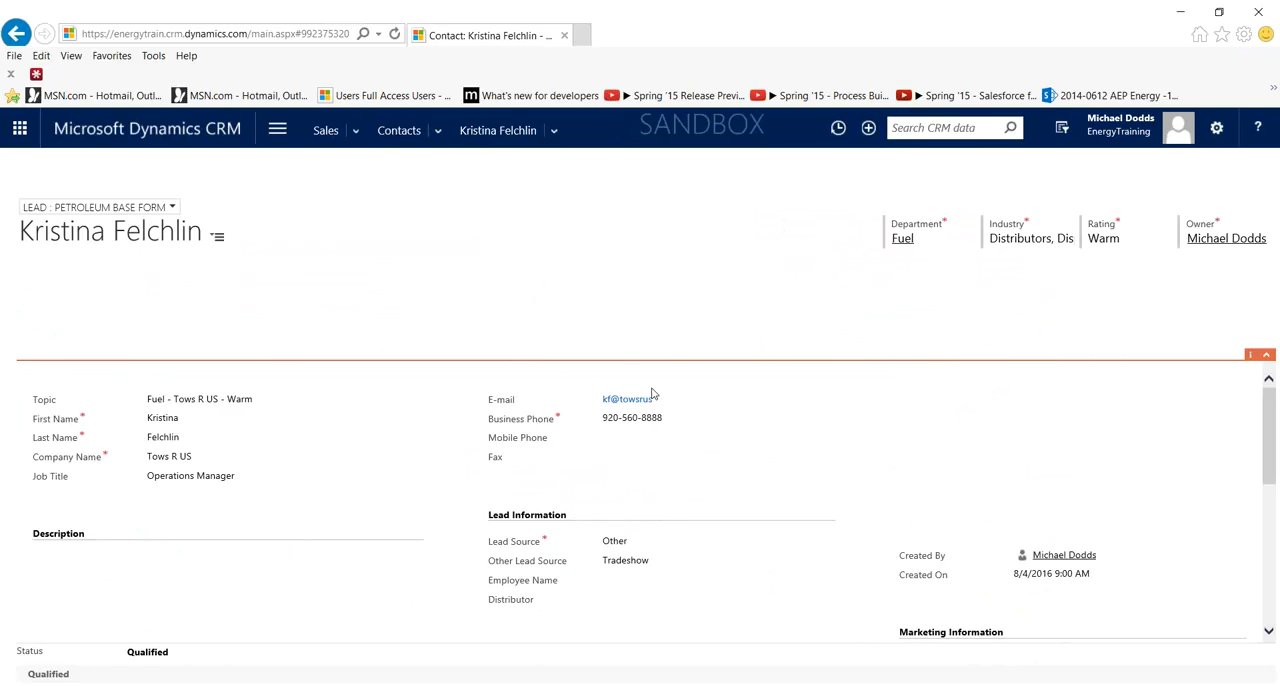 https://energytrain.crm.dynamics.com/main.aspx#992375320
Contact: Kristina Felchlin - ...
File Edit View Favorites Tools Help
x
MSN.com - Hotmail, Outl... MSN.com - Hotmail, Outl... Users Full Access Users - ... m What's new for developers ▶ Spring '15 Release Previ... ▶ Spring '15 - Process Bui... ▶ Spring '15 - Salesforce f... 2014-0612 AEP Energy -1... »
Microsoft Dynamics CRM Sales Contacts Kristina Felchlin SANDBOX Search CRM data Michael Dodds
EnergyTraining ?
LEAD : PETROLEUM BASE FORM
Kristina Felchlin
Department* Industry* Rating* Owner*
Fuel Distributors, Dis Warm Michael Dodds
Topic Fuel - Tows R US - Warm
First Name* Kristina
Last Name* Felchlin
Company Name* Tows R US
Job Title Operations Manager
E-mail kf@towsrus
Business Phone* 920-560-8888
Mobile Phone
Fax
Description
Lead Information
Lead Source* Other
Other Lead Source Tradeshow
Employee Name
Distributor
Created By Michael Dodds
Created On 8/4/2016 9:00 AM
Marketing Information
Status Qualified
Qualified